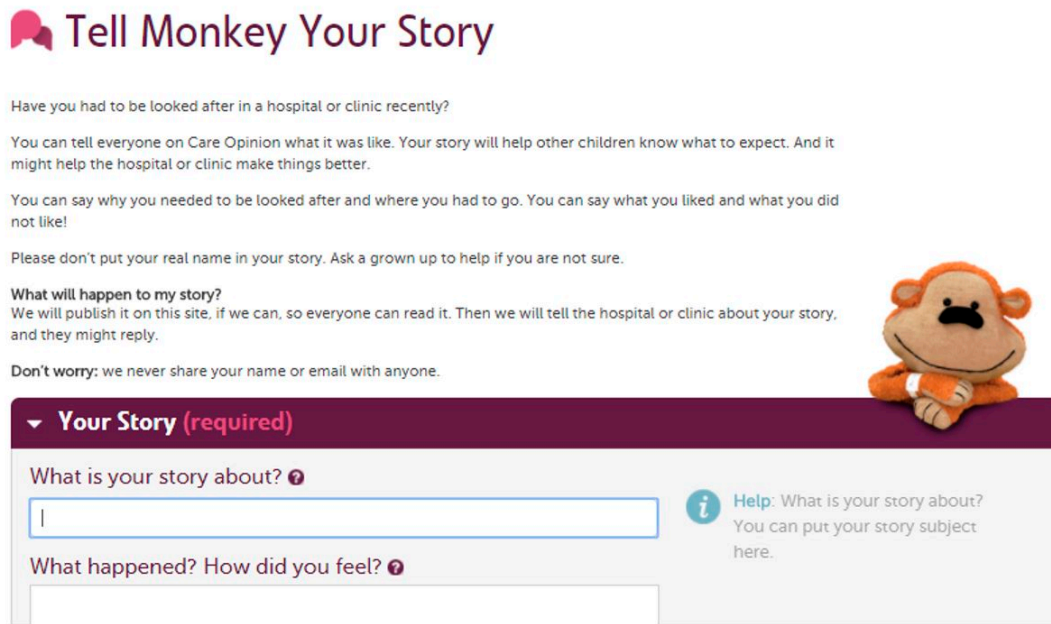 Tell Monkey Your Story
Have you had to be looked after in a hospital or clinic recently?
You can tell everyone on Care Opinion what it was like. Your story will help other children know what to expect. And it
might help the hospital or clinic make things better.
You can say why you needed to be looked after and where you had to go. You can say what you liked and what you did
not like!
Please don't put your real name in your story. Ask a grown up to help if you are not sure.
What will happen to my story?
We will publish it on this site, if we can, so everyone can read it. Then we will tell the hospital or clinic about your story,
and they might reply.
Don't worry: we never share your name or email with anyone.
Your Story (required)
What is your story about? ?
i Help: What is your story about?
You can put your story subject
here.
What happened? How did you feel? ?